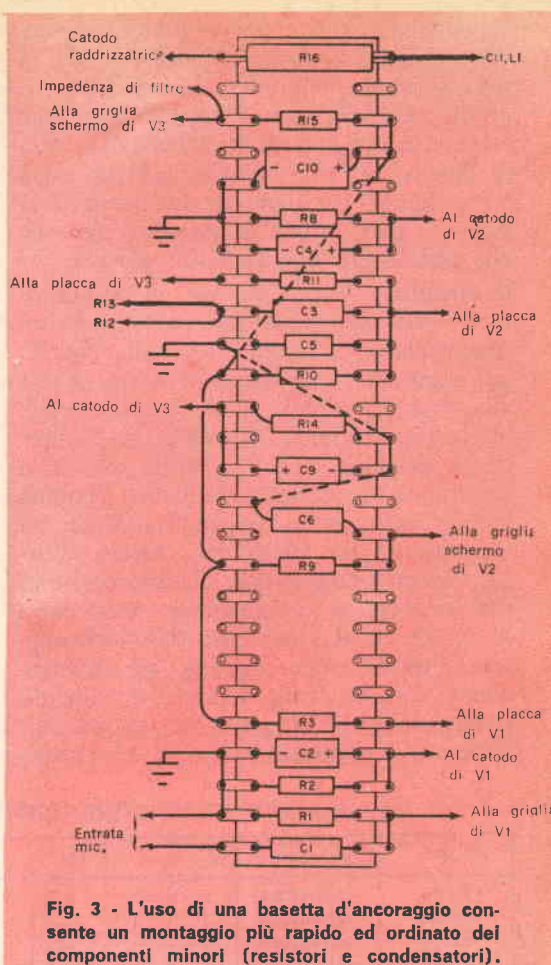 Catodo
raddrizzatrice
R16
C11,L1
Impedenza di filtro
Alla griglia
schermo di V3
R15
- C10 +
R8
Al catodo
di V2
- C4 +
Alla placca di V3
R11
R13
R12
C3
Alla placca
di V2
C5
R10
Al catodo di V3
R14
+ C9 -
C6
Alla griglia
schermo
di V2
R9
R3
Alla placca
di V1
- C2 +
Al catodo
di V1
R2
R1
Alla griglia
di V1
Entrata
mic.
C1
Fig. 3 - L'uso di una basetta d'ancoraggio con-
sente un montaggio più rapido ed ordinato dei
componenti minori (resistori e condensatori).